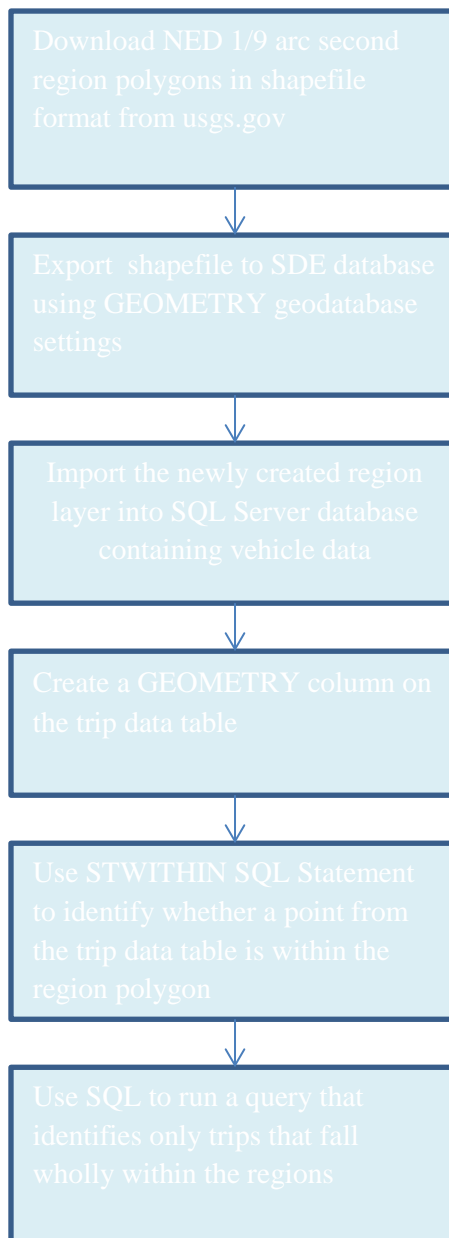 Download NED 1/9 arc second
region polygons in shapefile
format from usgs.gov
Export  shapefile to SDE database
using GEOMETRY geodatabase
settings
Import the newly created region
layer into SQL Server database
containing vehicle data
Create a GEOMETRY column on
the trip data table
Use STWITHIN SQL Statement
to identify whether a point from
the trip data table is within the
region polygon
Use SQL to run a query that
identifies only trips that fall
wholly within the regions